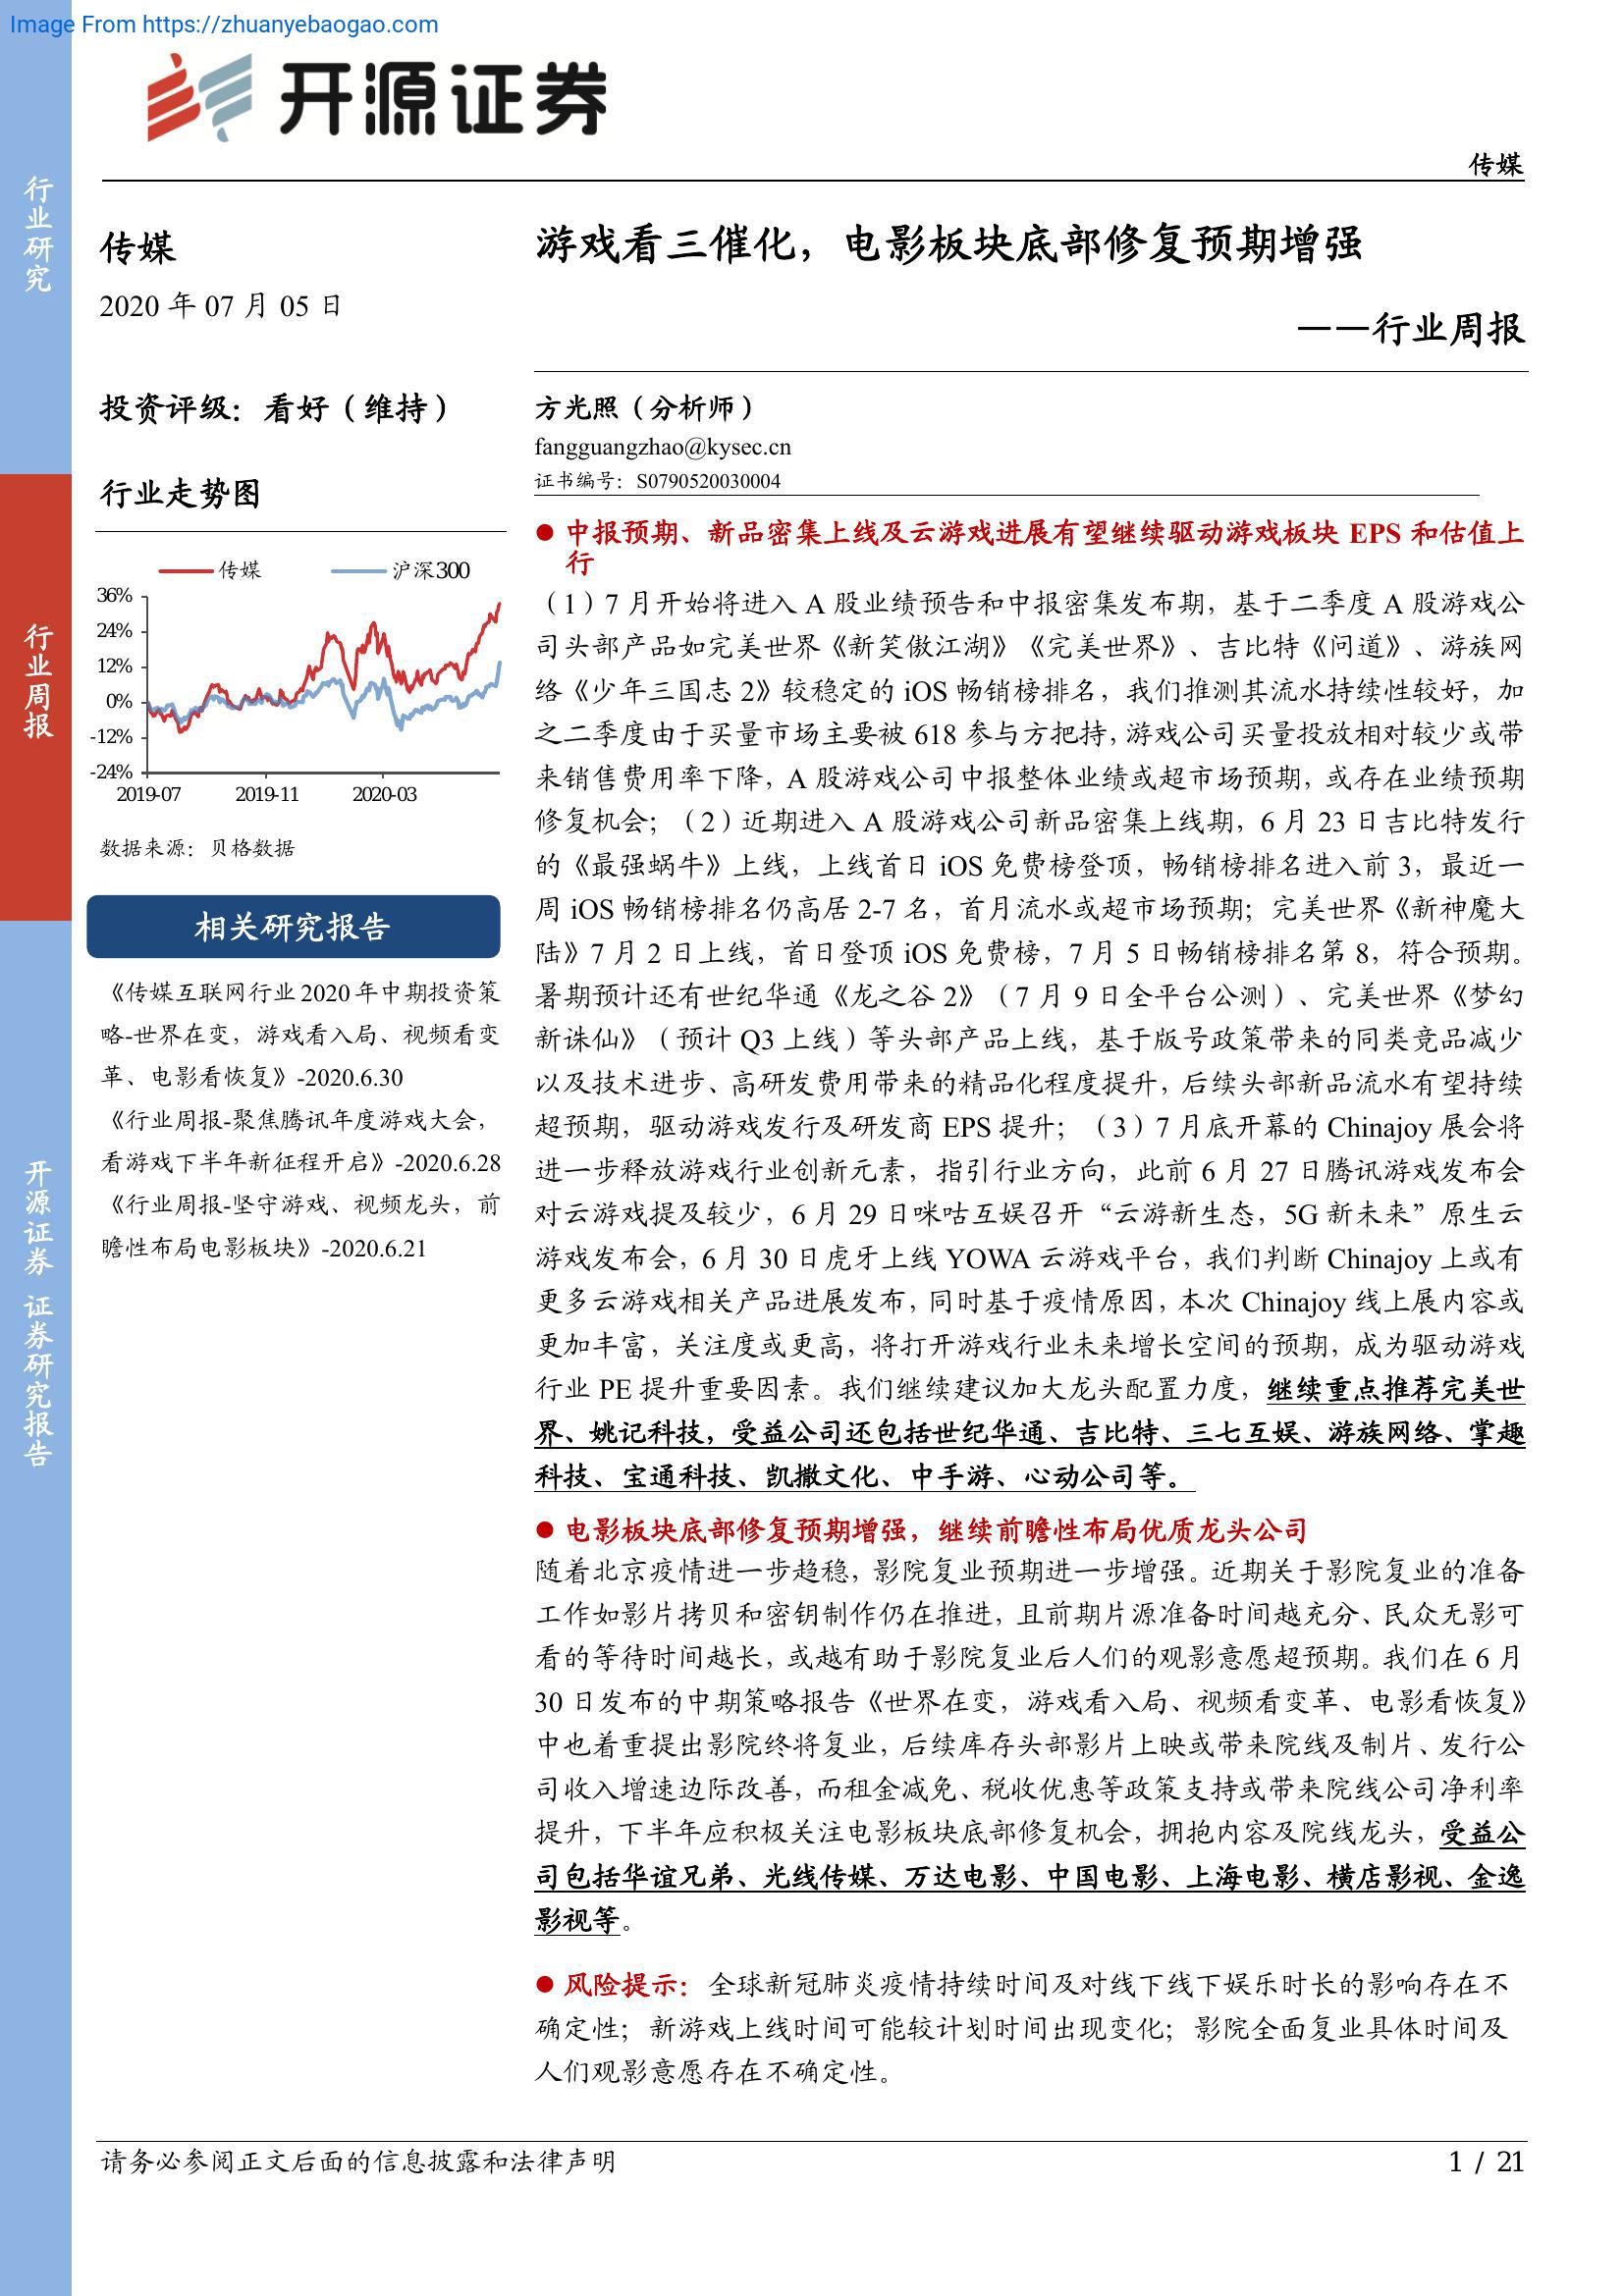 Image From https://zhuanyebaogao.com
开源证券
传媒
行业研究
行业周报
开源证券 证券研究报告
传媒
2020 年 07 月 05 日
投资评级：看好（维持）
行业走势图
传媒 沪深300
36%
24%
12%
0%
-12%
-24%
2019-07 2019-11 2020-03
数据来源：贝格数据
相关研究报告
《传媒互联网行业2020年中期投资策
略-世界在变，游戏看入局、视频看变
革、电影看恢复》-2020.6.30
《行业周报-聚焦腾讯年度游戏大会，
看游戏下半年新征程开启》-2020.6.28
《行业周报-坚守游戏、视频龙头，前
瞻性布局电影板块》-2020.6.21
游戏看三催化，电影板块底部修复预期增强
——行业周报
方光照（分析师）
fangguangzhao@kysec.cn
证书编号：S0790520030004
● 中报预期、新品密集上线及云游戏进展有望继续驱动游戏板块 EPS 和估值上
行
（1）7 月开始将进入 A 股业绩预告和中报密集发布期，基于二季度 A 股游戏公
司头部产品如完美世界《新笑傲江湖》《完美世界》、吉比特《问道》、游族网
络《少年三国志 2》较稳定的 iOS 畅销榜排名，我们推测其流水持续性较好，加
之二季度由于买量市场主要被 618 参与方把持，游戏公司买量投放相对较少或带
来销售费用率下降，A 股游戏公司中报整体业绩或超市场预期，或存在业绩预期
修复机会；（2）近期进入 A 股游戏公司新品密集上线期，6 月 23 日吉比特发行
的《最强蜗牛》上线，上线首日 iOS 免费榜登顶，畅销榜排名进入前 3，最近一
周 iOS 畅销榜排名仍高居 2-7 名，首月流水或超市场预期；完美世界《新神魔大
陆》7 月 2 日上线，首日登顶 iOS 免费榜，7 月 5 日畅销榜排名第 8，符合预期。
暑期预计还有世纪华通《龙之谷 2》（7 月 9 日全平台公测）、完美世界《梦幻
新诛仙》（预计 Q3 上线）等头部产品上线，基于版号政策带来的同类竞品减少
以及技术进步、高研发费用带来的精品化程度提升，后续头部新品流水有望持续
超预期，驱动游戏发行及研发商 EPS 提升；（3）7 月底开幕的 Chinajoy 展会将
进一步释放游戏行业创新元素，指引行业方向，此前 6 月 27 日腾讯游戏发布会
对云游戏提及较少，6 月 29 日咪咕互娱召开“云游新生态，5G 新未来”原生云
游戏发布会，6 月 30 日虎牙上线 YOWA 云游戏平台，我们判断 Chinajoy 上或有
更多云游戏相关产品进展发布，同时基于疫情原因，本次 Chinajoy 线上展内容或
更加丰富，关注度或更高，将打开游戏行业未来增长空间的预期，成为驱动游戏
行业 PE 提升重要因素。我们继续建议加大龙头配置力度，继续重点推荐完美世
界、姚记科技，受益公司还包括世纪华通、吉比特、三七互娱、游族网络、掌趣
科技、宝通科技、凯撒文化、中手游、心动公司等。
● 电影板块底部修复预期增强，继续前瞻性布局优质龙头公司
随着北京疫情进一步趋稳，影院复业预期进一步增强。近期关于影院复业的准备
工作如影片拷贝和密钥制作仍在推进，且前期片源准备时间越充分、民众无影可
看的等待时间越长，或越有助于影院复业后人们的观影意愿超预期。我们在 6 月
30 日发布的中期策略报告《世界在变，游戏看入局、视频看变革、电影看恢复》
中也着重提出影院终将复业，后续库存头部影片上映或带来院线及制片、发行公
司收入增速边际改善，而租金减免、税收优惠等政策支持或带来院线公司净利率
提升，下半年应积极关注电影板块底部修复机会，拥抱内容及院线龙头，受益公
司包括华谊兄弟、光线传媒、万达电影、中国电影、上海电影、横店影视、金逸
影视等。
● 风险提示：全球新冠肺炎疫情持续时间及对线下线下娱乐时长的影响存在不
确定性；新游戏上线时间可能较计划时间出现变化；影院全面复业具体时间及
人们观影意愿存在不确定性。
请务必参阅正文后面的信息披露和法律声明
1 / 21